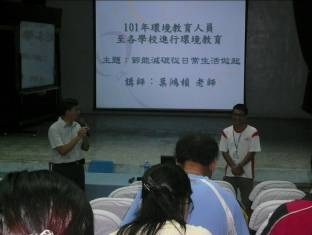 101年環境教育人員
至各學校進行環境教育
主題：節能減碳從日常生活做起
講師：葉鴻楨 老師